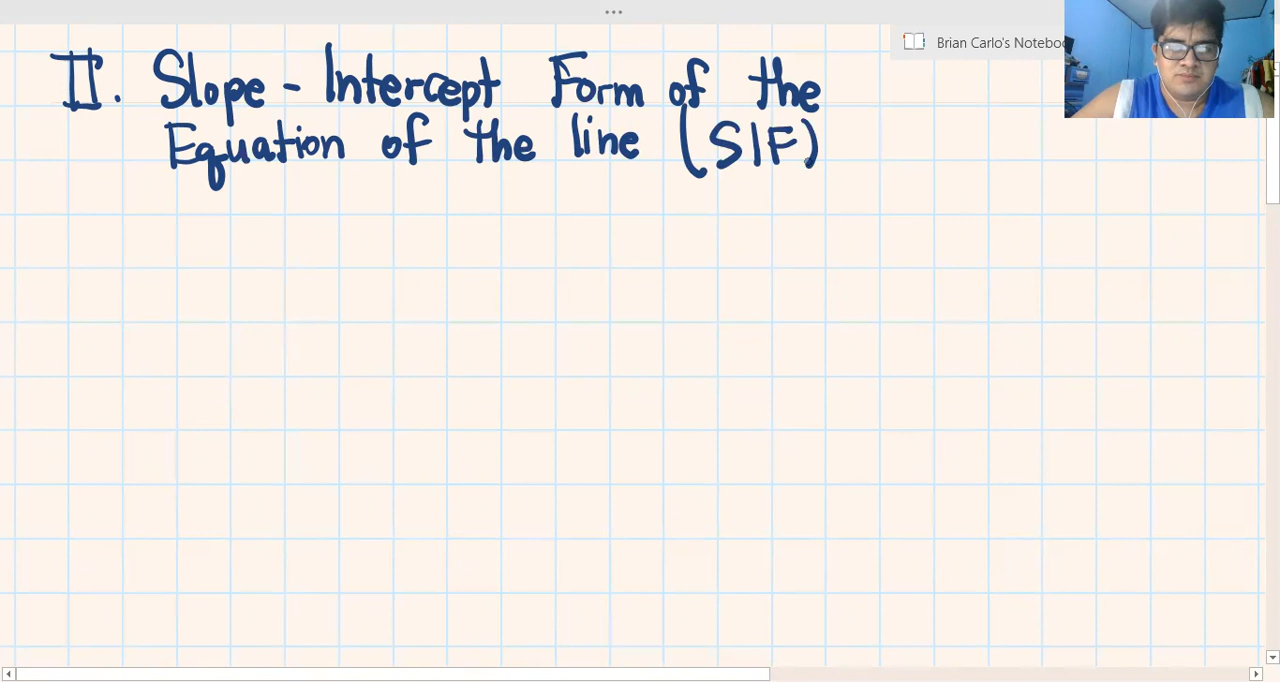 Brian Carlo's Noteboo
II. Slope - Intercept Form of the
Equation of the line (SIF)